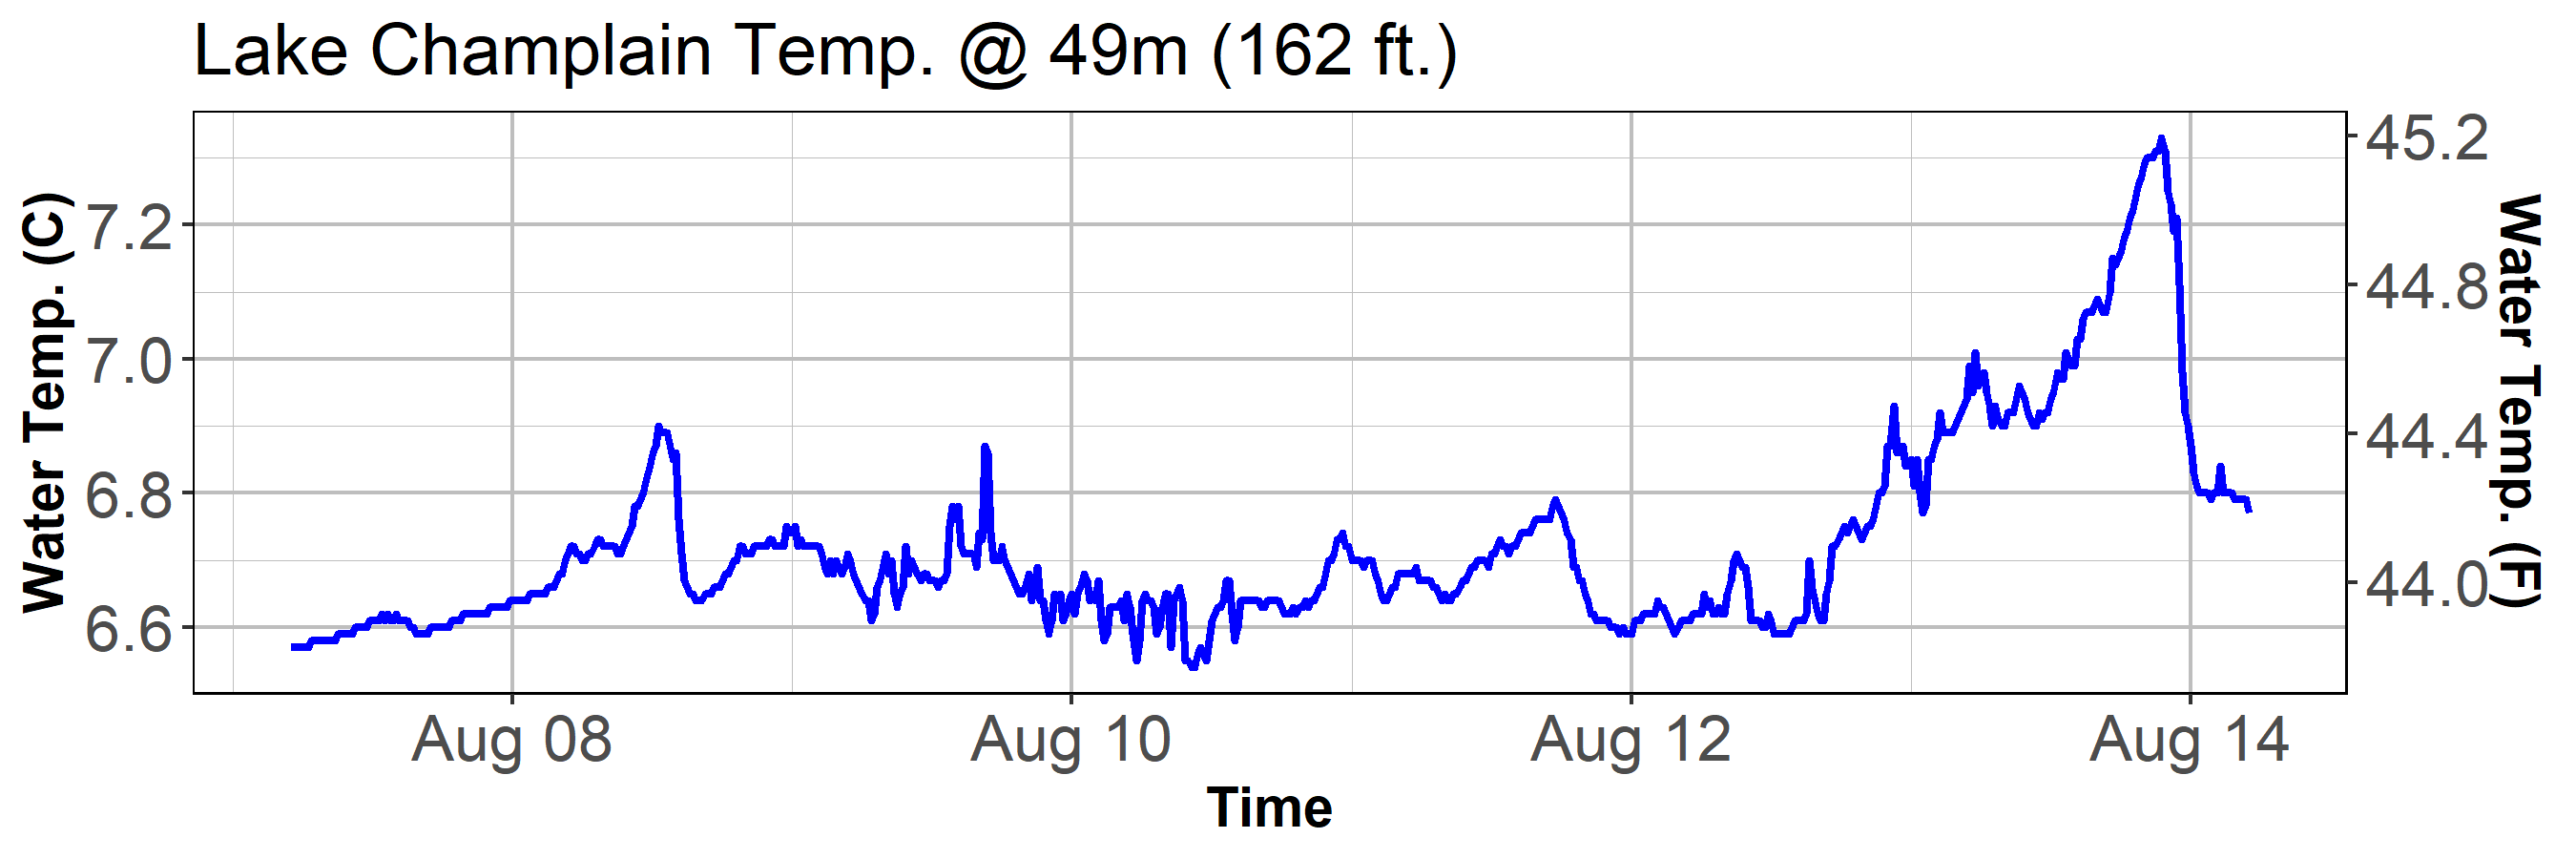 Lake Champlain Temp. @ 49m (162 ft.)
Water Temp. (C)
7.2
7.0
6.8
6.6
45.2
44.8
44.4
44.0
Water Temp. (F)
Aug 08
Aug 10
Aug 12
Aug 14
Time